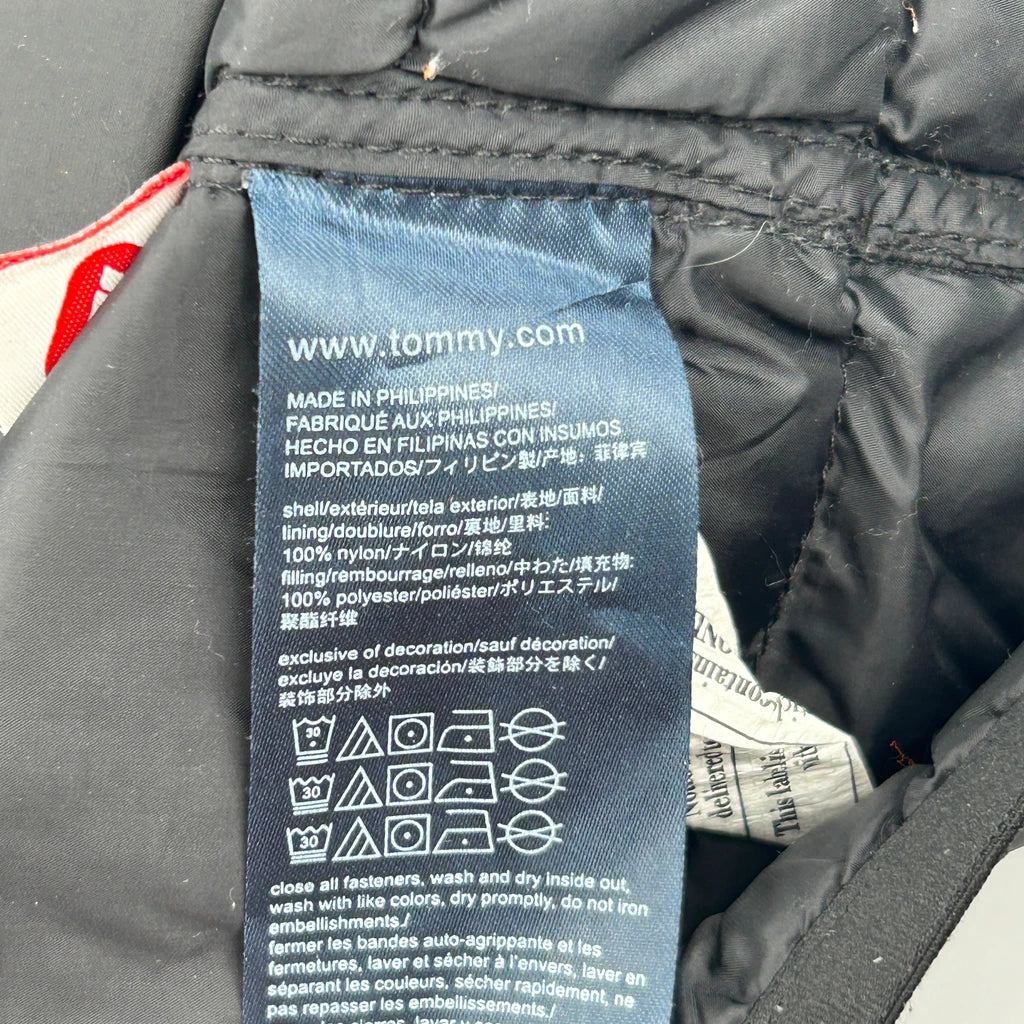 www.tommy.com
MADE IN PHILIPPINES/
FABRIQUÉ AUX PHILIPPINES/
HECHO EN FILIPINAS CON INSUMOS
IMPORTADOS/フィリピン製/产地: 菲律宾
shell/extérieur/tela exterior/表地/面料/
lining/doublure/forro/裏地/里料:
100% nylon/ナイロン/锦纶
filling/rembourrage/relleno/中わた/填充物:
100% polyester/poliéster/ポリエステル/
聚酯纤维
exclusive of decoration/sauf décoration/
excluye la decoración/装飾部分を除く/
装饰部分除外
30
30
30
close all fasteners, wash and dry inside out,
wash with like colors, dry promptly, do not iron
embellishments./
fermer les bandes auto-agrippante et les
fermetures, laver et sécher à l'envers, laver en
séparant les couleurs, sécher rapidement, ne
pas repasser les embellissements./
This label is
delivered